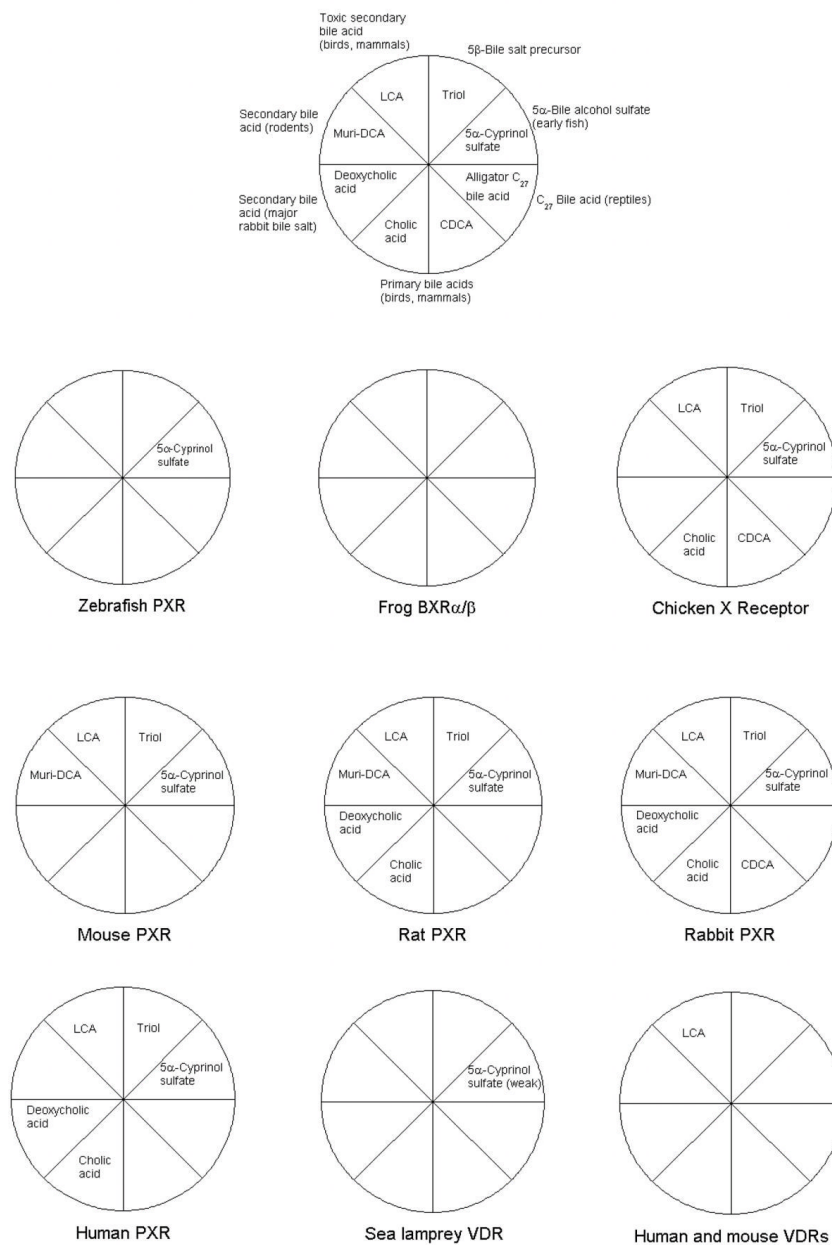 Toxic secondary
bile acid
(birds, mammals)
5β-Bile salt precursor
LCA
Triol
5α-Bile alcohol sulfate
(early fish)
Secondary bile
acid (rodents)
Muri-DCA
5α-Cyprinol
sulfate
Deoxycholic
acid
Alligator C27
bile acid
Secondary bile
acid (major
rabbit bile salt)
C27 Bile acid (reptiles)
Cholic
acid
CDCA
Primary bile acids
(birds, mammals)
5α-Cyprinol
sulfate
Zebrafish PXR
Frog BXRα/β
LCA
Triol
5α-Cyprinol
sulfate
Cholic
acid
CDCA
Chicken X Receptor
LCA
Triol
Muri-DCA
5α-Cyprinol
sulfate
Mouse PXR
LCA
Triol
Muri-DCA
5α-Cyprinol
sulfate
Deoxycholic
acid
Cholic
acid
Rat PXR
LCA
Triol
Muri-DCA
5α-Cyprinol
sulfate
Deoxycholic
acid
Cholic
acid
CDCA
Rabbit PXR
LCA
Triol
5α-Cyprinol
sulfate
Deoxycholic
acid
Cholic
acid
Human PXR
5α-Cyprinol
sulfate (weak)
Sea lamprey VDR
LCA
Human and mouse VDRs